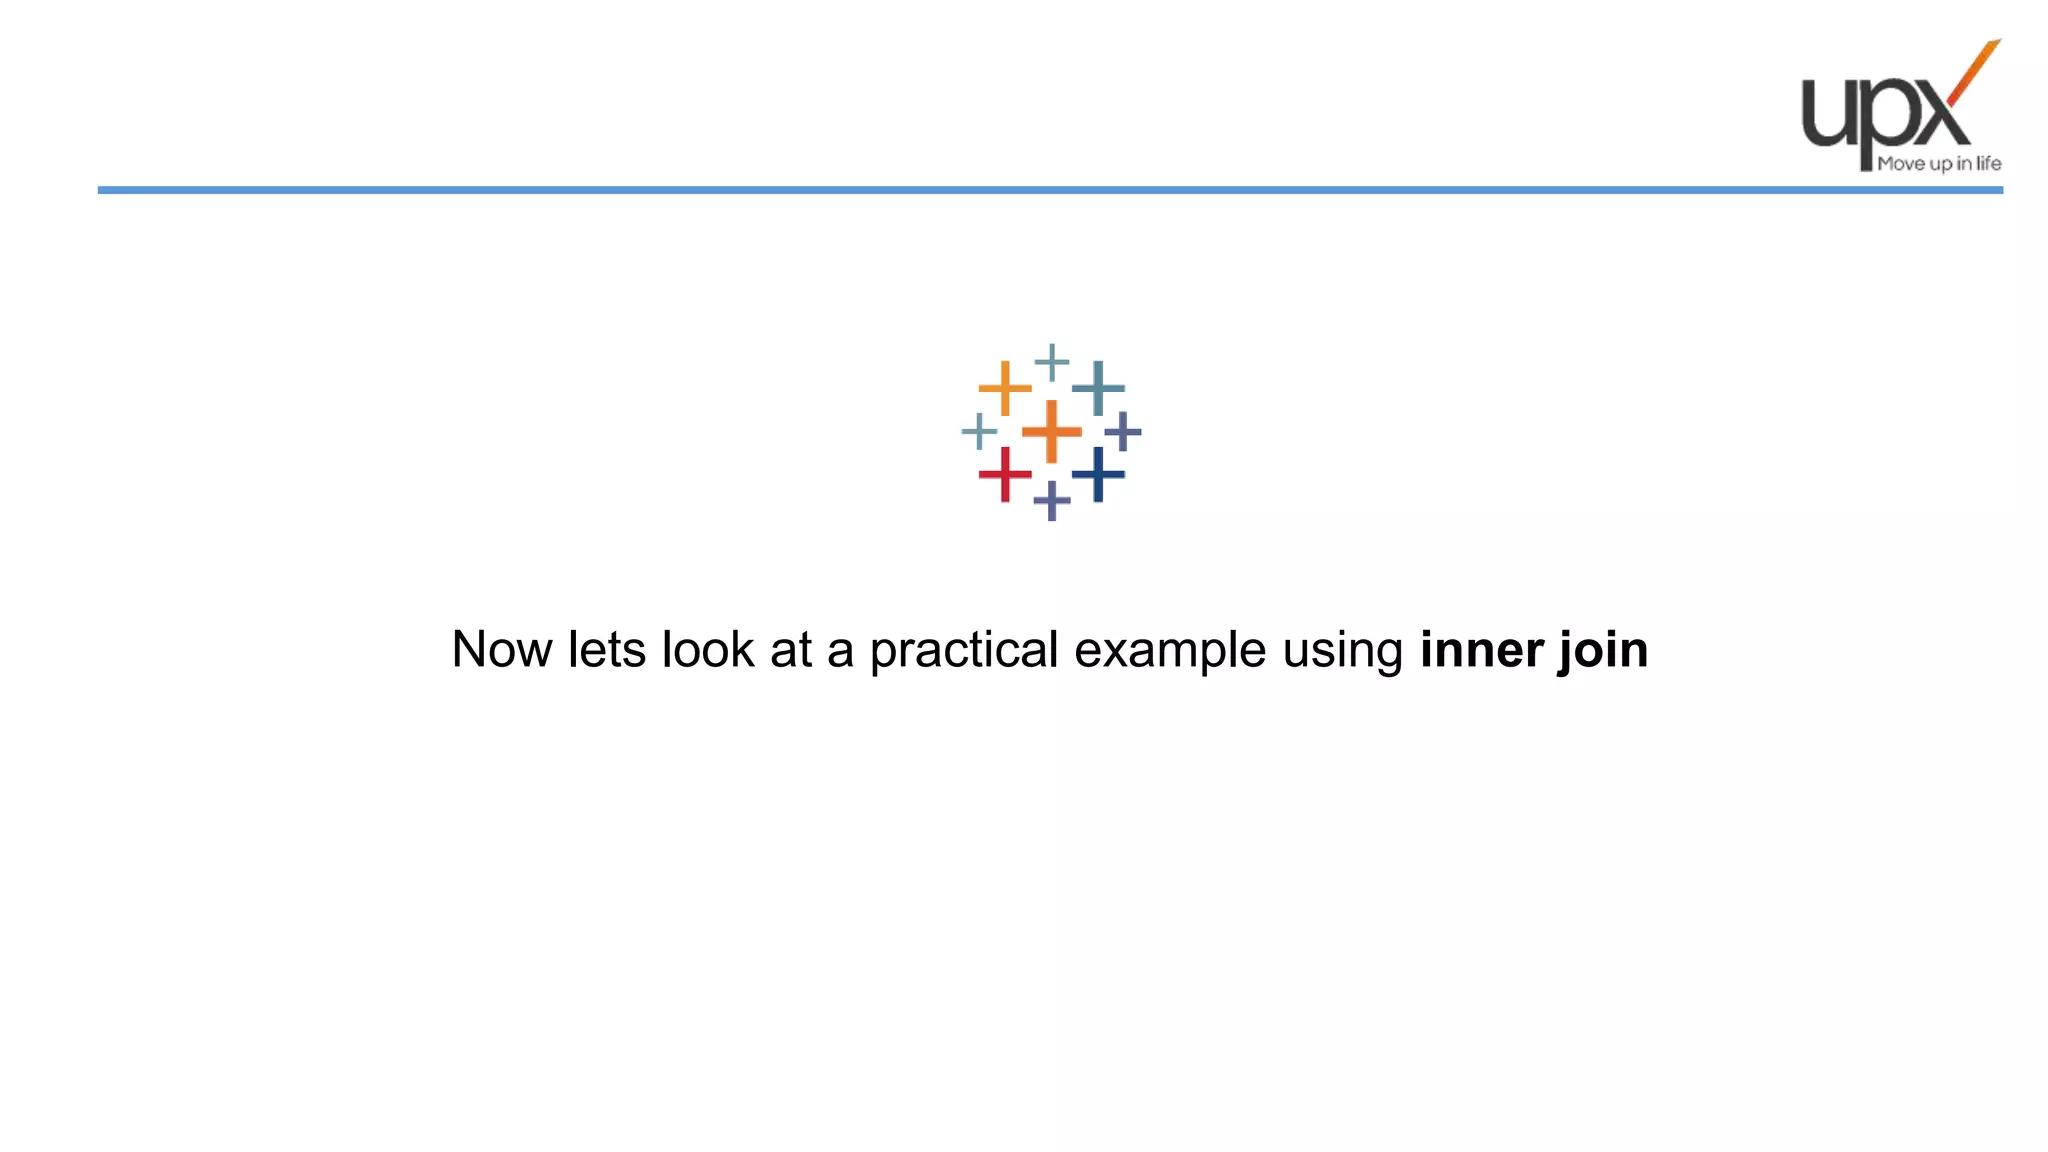 upx
Move up in life
Now lets look at a practical example using inner join